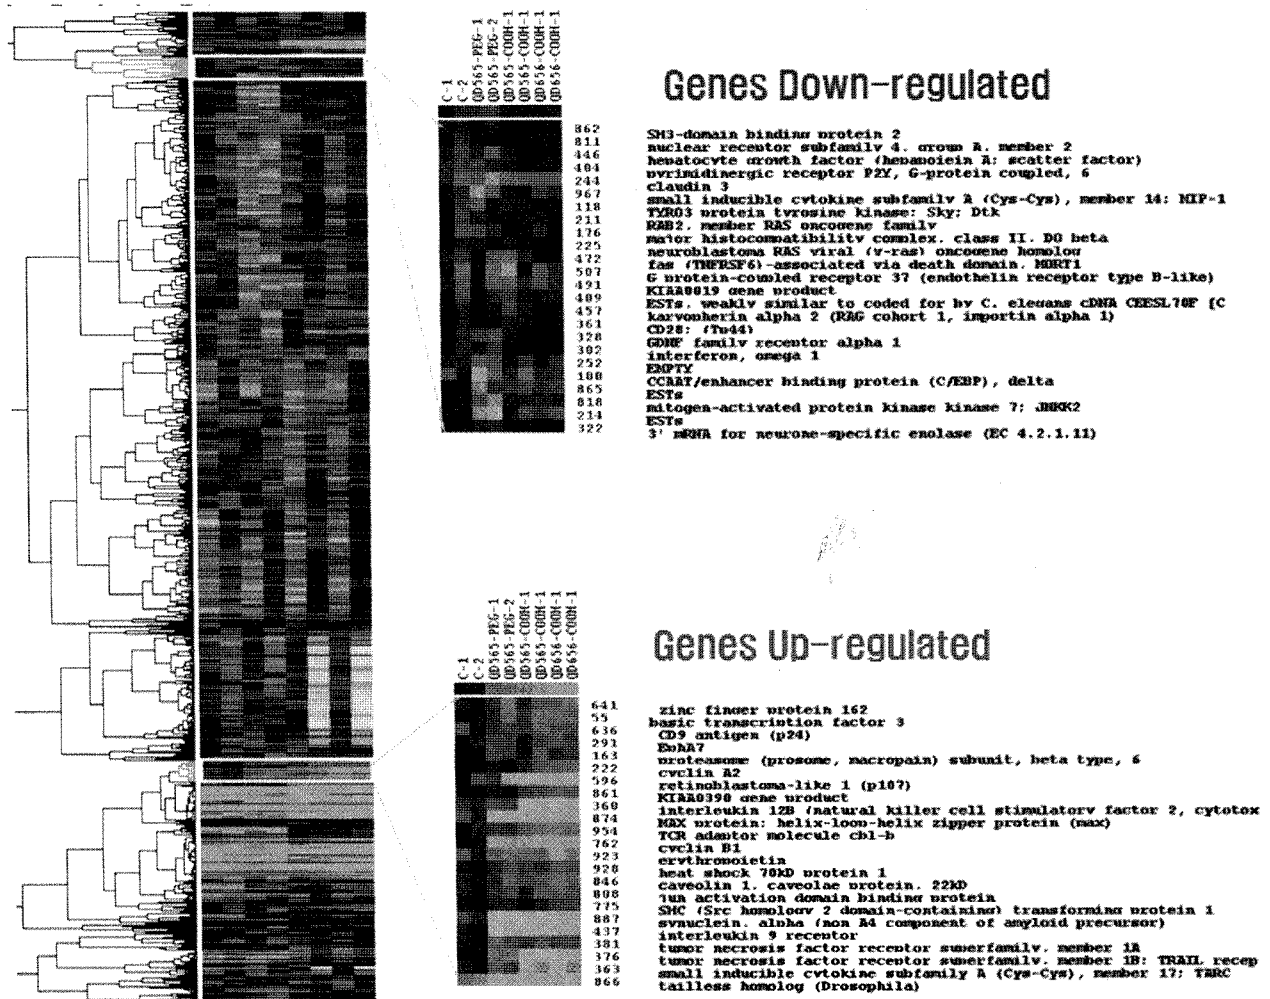 C-1
C-2
QD565-PEG-1
QD565-PEG-2
QD565-COOH-1
QD565-COOH-1
QD656-COOH-1
QD656-COOH-1
Genes Down-regulated
862
811
446
404
244
967
118
211
176
225
472
507
491
409
457
361
328
302
252
180
865
818
214
322
SH3-domain binding protein 2
nuclear receptor subfamily 4, group A, member 2
hepatocyte growth factor (hepapoietin A; scatter factor)
pyrimidinergic receptor P2Y, G-protein coupled, 6
claudin 3
small inducible cytokine subfamily A (Cys-Cys), member 14; MIP-1
TYRO3 protein tyrosine kinase; Sky; Dtk
RAB2, member RAS oncogene family
major histocompatibility complex, class II, DO beta
neuroblastoma RAS viral (v-ras) oncogene homolog
fas (TNFRSF6)-associated via death domain, MORT1
G protein-coupled receptor 37 (endothelin receptor type B-like)
KIAA0019 gene product
ESTs, weakly similar to coded for by C. elegans cDNA CEESL70F [C
karyopherin alpha 2 (RAG cohort 1, importin alpha 1)
CD28; (Tp44)
GDNF family receptor alpha 1
interferon, omega 1
EMPTY
CCAAT/enhancer binding protein (C/EBP), delta
ESTs
mitogen-activated protein kinase kinase 7; JNKK2
ESTs
3' mRNA for neurone-specific enolase (EC 4.2.1.11)
C-1
C-2
QD565-PEG-1
QD565-PEG-2
QD565-COOH-1
QD565-COOH-1
QD656-COOH-1
QD656-COOH-1
Genes Up-regulated
641
55
636
291
163
222
596
861
360
874
954
762
923
920
846
808
775
887
437
381
376
363
866
zinc finger protein 162
basic transcription factor 3
CD9 antigen (p24)
EphA7
proteasome (prosome, macropain) subunit, beta type, 6
cyclin A2
retinoblastoma-like 1 (p107)
KIAA0390 gene product
interleukin 12B (natural killer cell stimulatory factor 2, cytotox
MAX protein; helix-loop-helix zipper protein (max)
TCR adaptor molecule cbl-b
cyclin B1
erythropoietin
heat shock 70kD protein 1
caveolin 1, caveolae protein, 22kD
jun activation domain binding protein
SHC (Src homology 2 domain-containing) transforming protein 1
synuclein, alpha (non A4 component of amyloid precursor)
interleukin 9 receptor
tumor necrosis factor receptor superfamily, member 1A
tumor necrosis factor receptor superfamily, member 1B; TRAIL recep
small inducible cytokine subfamily A (Cys-Cys), member 17; TARC
tailless homolog (Drosophila)